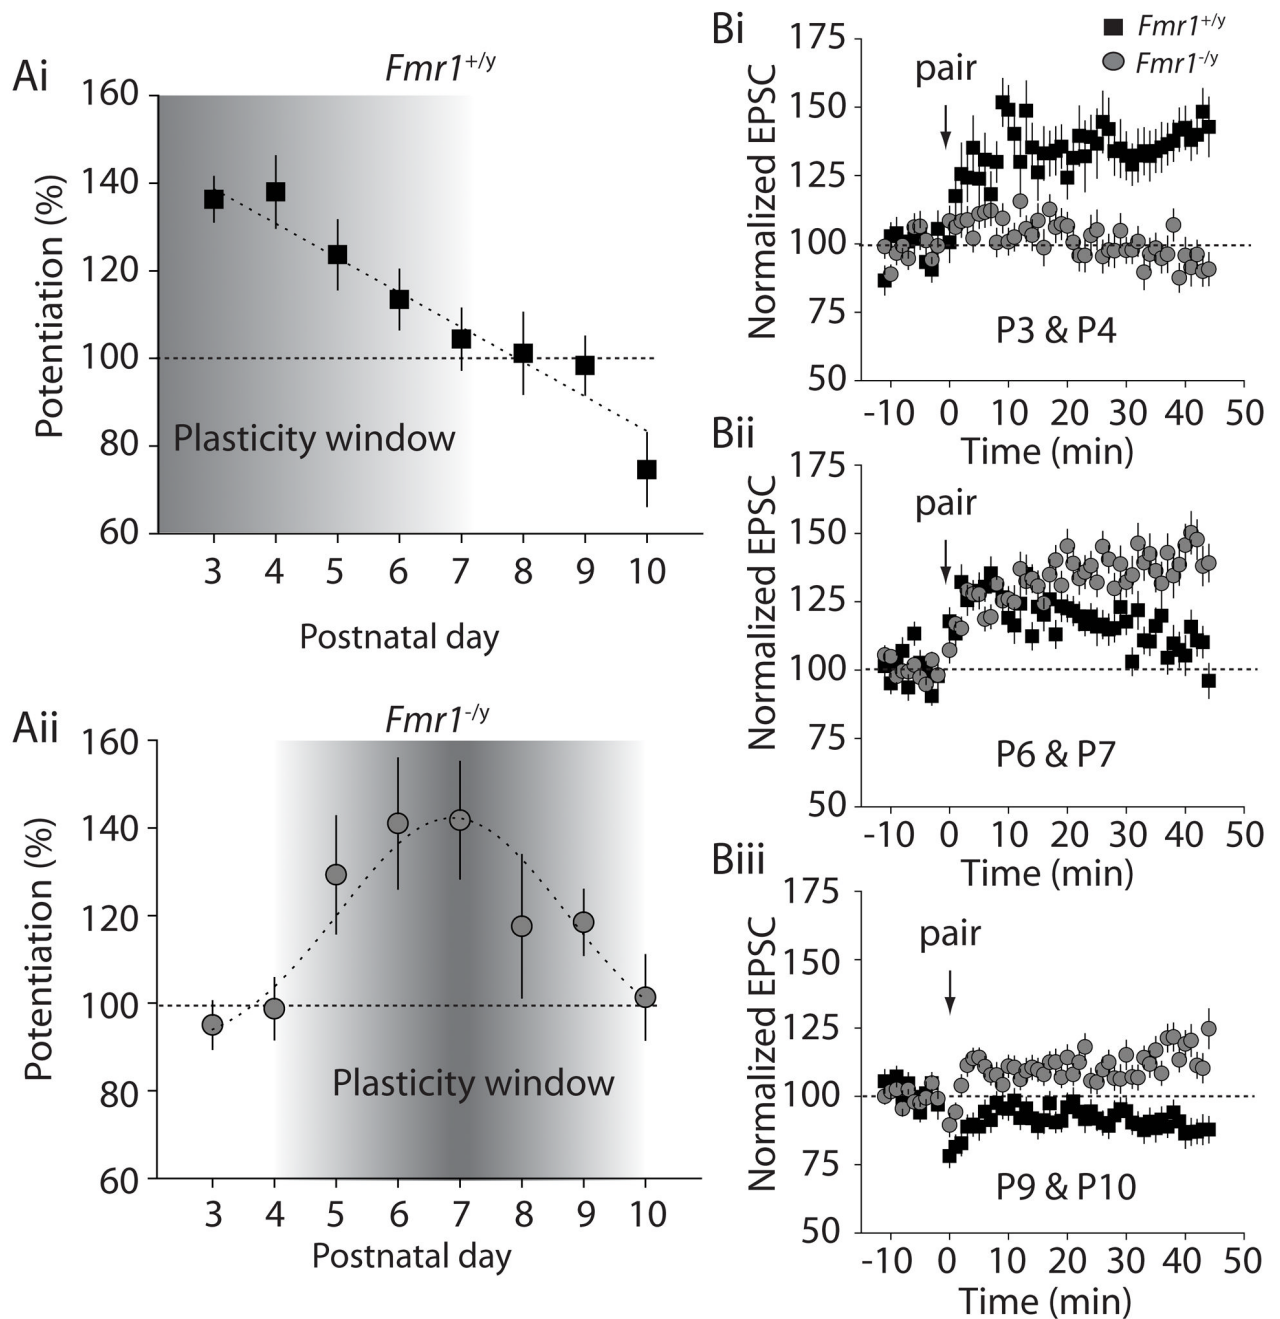 Ai
Fmr1+/y
160
140
120
100
80
60
Potentiation (%)
Plasticity window
3 4 5 6 7 8 9 10
Postnatal day
Aii
Fmr1-/y
160
140
120
100
80
60
Potentiation (%)
Plasticity window
3 4 5 6 7 8 9 10
Postnatal day
Bi
Fmr1+/y
Fmr1-/y
175
150
125
100
75
50
Normalized EPSC
pair
P3 & P4
-10 0 10 20 30 40 50
Time (min)
Bii
175
150
125
100
75
50
Normalized EPSC
pair
P6 & P7
-10 0 10 20 30 40 50
Time (min)
Biii
175
150
125
100
75
50
Normalized EPSC
pair
P9 & P10
-10 0 10 20 30 40 50
Time (min)